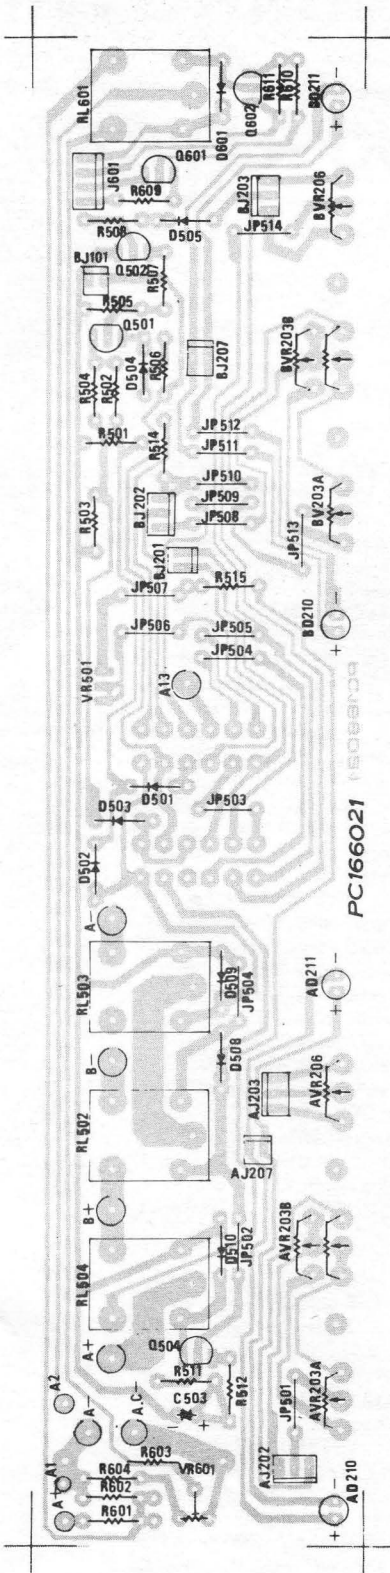 RL601
D601
Q602
R611
R610
BD211
-
+
Q601
J601
R609
BJ203
BVR206
R508
D505
JP514
Q502
BJ101
R507
R505
Q501
BVR203B
R504
R502
D504
R506
BJ207
R501
R514
JP512
JP511
JP510
JP509
JP508
R503
BJ202
JP513
BV203A
BJ201
R515
JP507
JP506
JP505
JP504
BD210
-
+
VR501
A13
D501
D503
JP503
D502
PC166021
A-
RL503
D509
JP504
AD211
-
+
B-
D508
RL502
AJ203
AVR206
AJ207
B+
RL504
D510
JP502
AVR203B
A+
Q504
R511
R512
A2
A-
A.C-
C503
-
+
JP501
AVR203A
R603
A1
R604
VR601
AJ202
A+
R602
R601
AD210
-
+